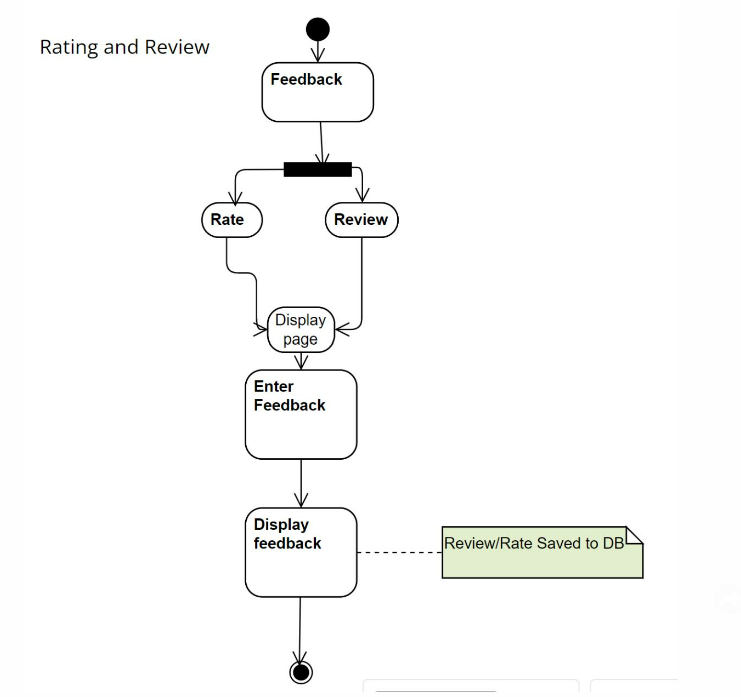 Rating and Review
Feedback
Rate
Review
Display
page
Enter
Feedback
Display
feedback
Review/Rate Saved to DB